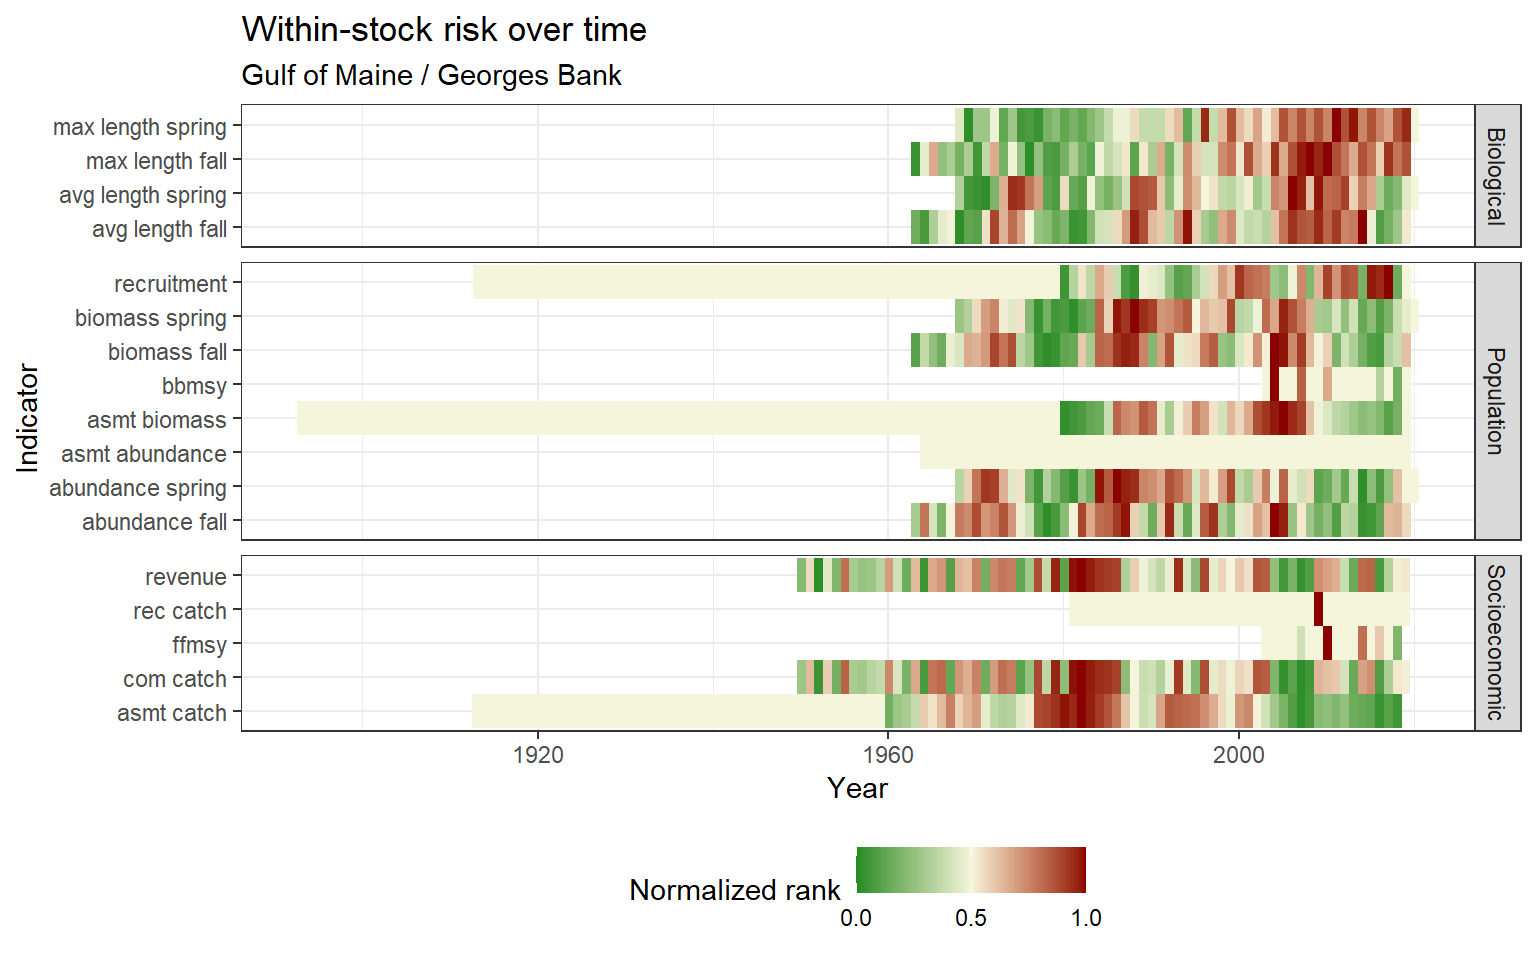 Within-stock risk over time
Gulf of Maine / Georges Bank
max length spring
max length fall
avg length spring
avg length fall
Biological
recruitment
biomass spring
biomass fall
bbmsy
asmt biomass
asmt abundance
abundance spring
abundance fall
Population
Indicator
revenue
rec catch
ffmsy
com catch
asmt catch
Socioeconomic
1920 1960 2000
Year
Normalized rank
0.0 0.5 1.0